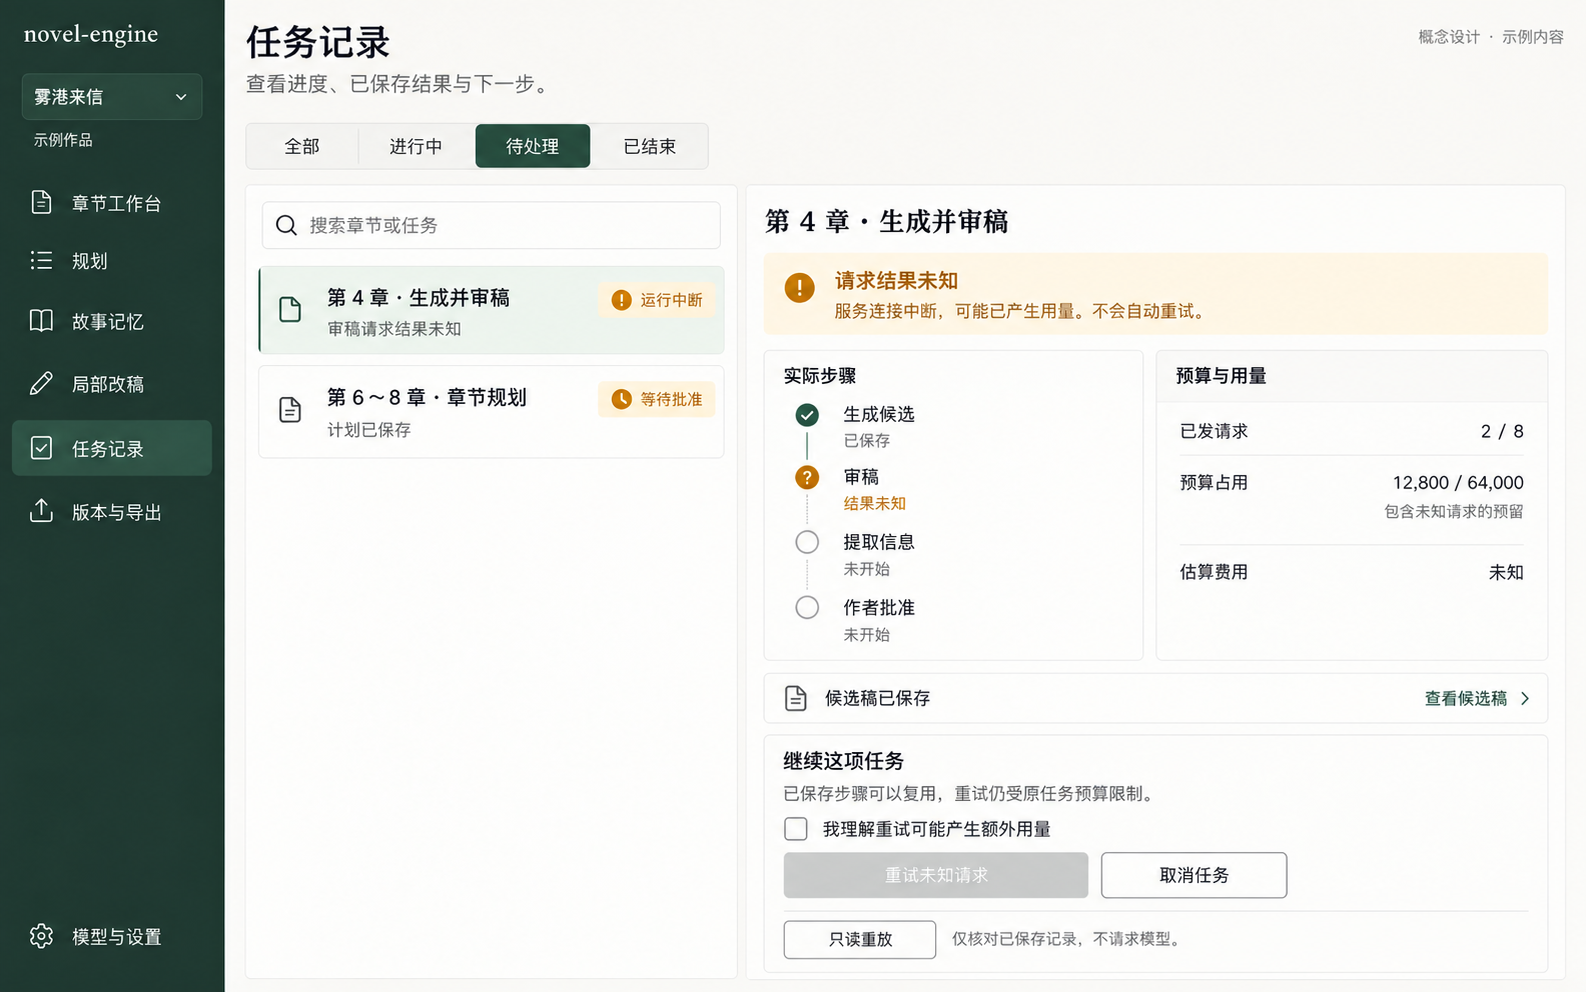 novel-engine
雾港来信
示例作品
章节工作台
规划
故事记忆
局部改稿
任务记录
版本与导出
模型与设置
任务记录
查看进度、已保存结果与下一步。
概念设计 · 示例内容
全部
进行中
待处理
已结束
搜索章节或任务
第 4 章 · 生成并审稿
审稿请求结果未知
运行中断
第 6～8 章 · 章节规划
计划已保存
等待批准
第 4 章 · 生成并审稿
请求结果未知
服务连接中断，可能已产生用量。不会自动重试。
实际步骤
生成候选
已保存
审稿
结果未知
提取信息
未开始
作者批准
未开始
预算与用量
已发请求 2 / 8
预算占用 12,800 / 64,000
包含未知请求的预留
估算费用 未知
候选稿已保存
查看候选稿
继续这项任务
已保存步骤可以复用，重试仍受原任务预算限制。
我理解重试可能产生额外用量
重试未知请求
取消任务
只读重放
仅核对已保存记录，不请求模型。